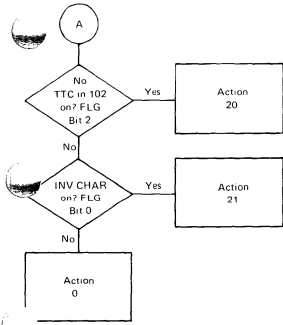 A
No
TTC in 102
on? FLG
Bit 2
Yes
Action
20
No
INV CHAR
on? FLG
Bit 0
Yes
Action
21
No
Action
0